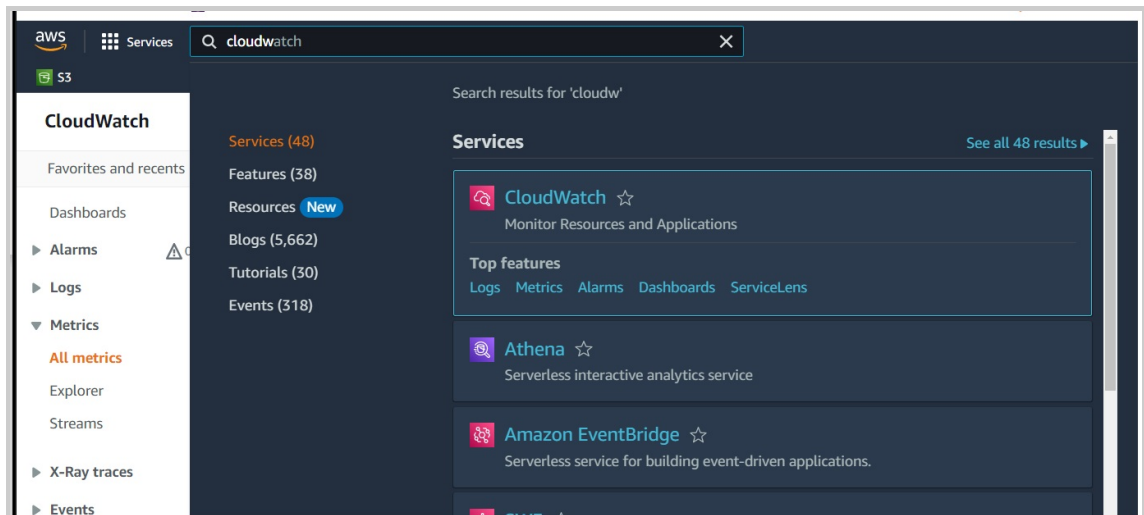 aws
Services
cloudwatch
S3
CloudWatch
Favorites and recents
Dashboards
Alarms
Logs
Metrics
All metrics
Explorer
Streams
X-Ray traces
Events
Search results for 'cloudw'
Services (48)
Features (38)
Resources New
Blogs (5,662)
Tutorials (30)
Events (318)
Services
See all 48 results
CloudWatch
Monitor Resources and Applications
Top features
Logs Metrics Alarms Dashboards ServiceLens
Athena
Serverless interactive analytics service
Amazon EventBridge
Serverless service for building event-driven applications.